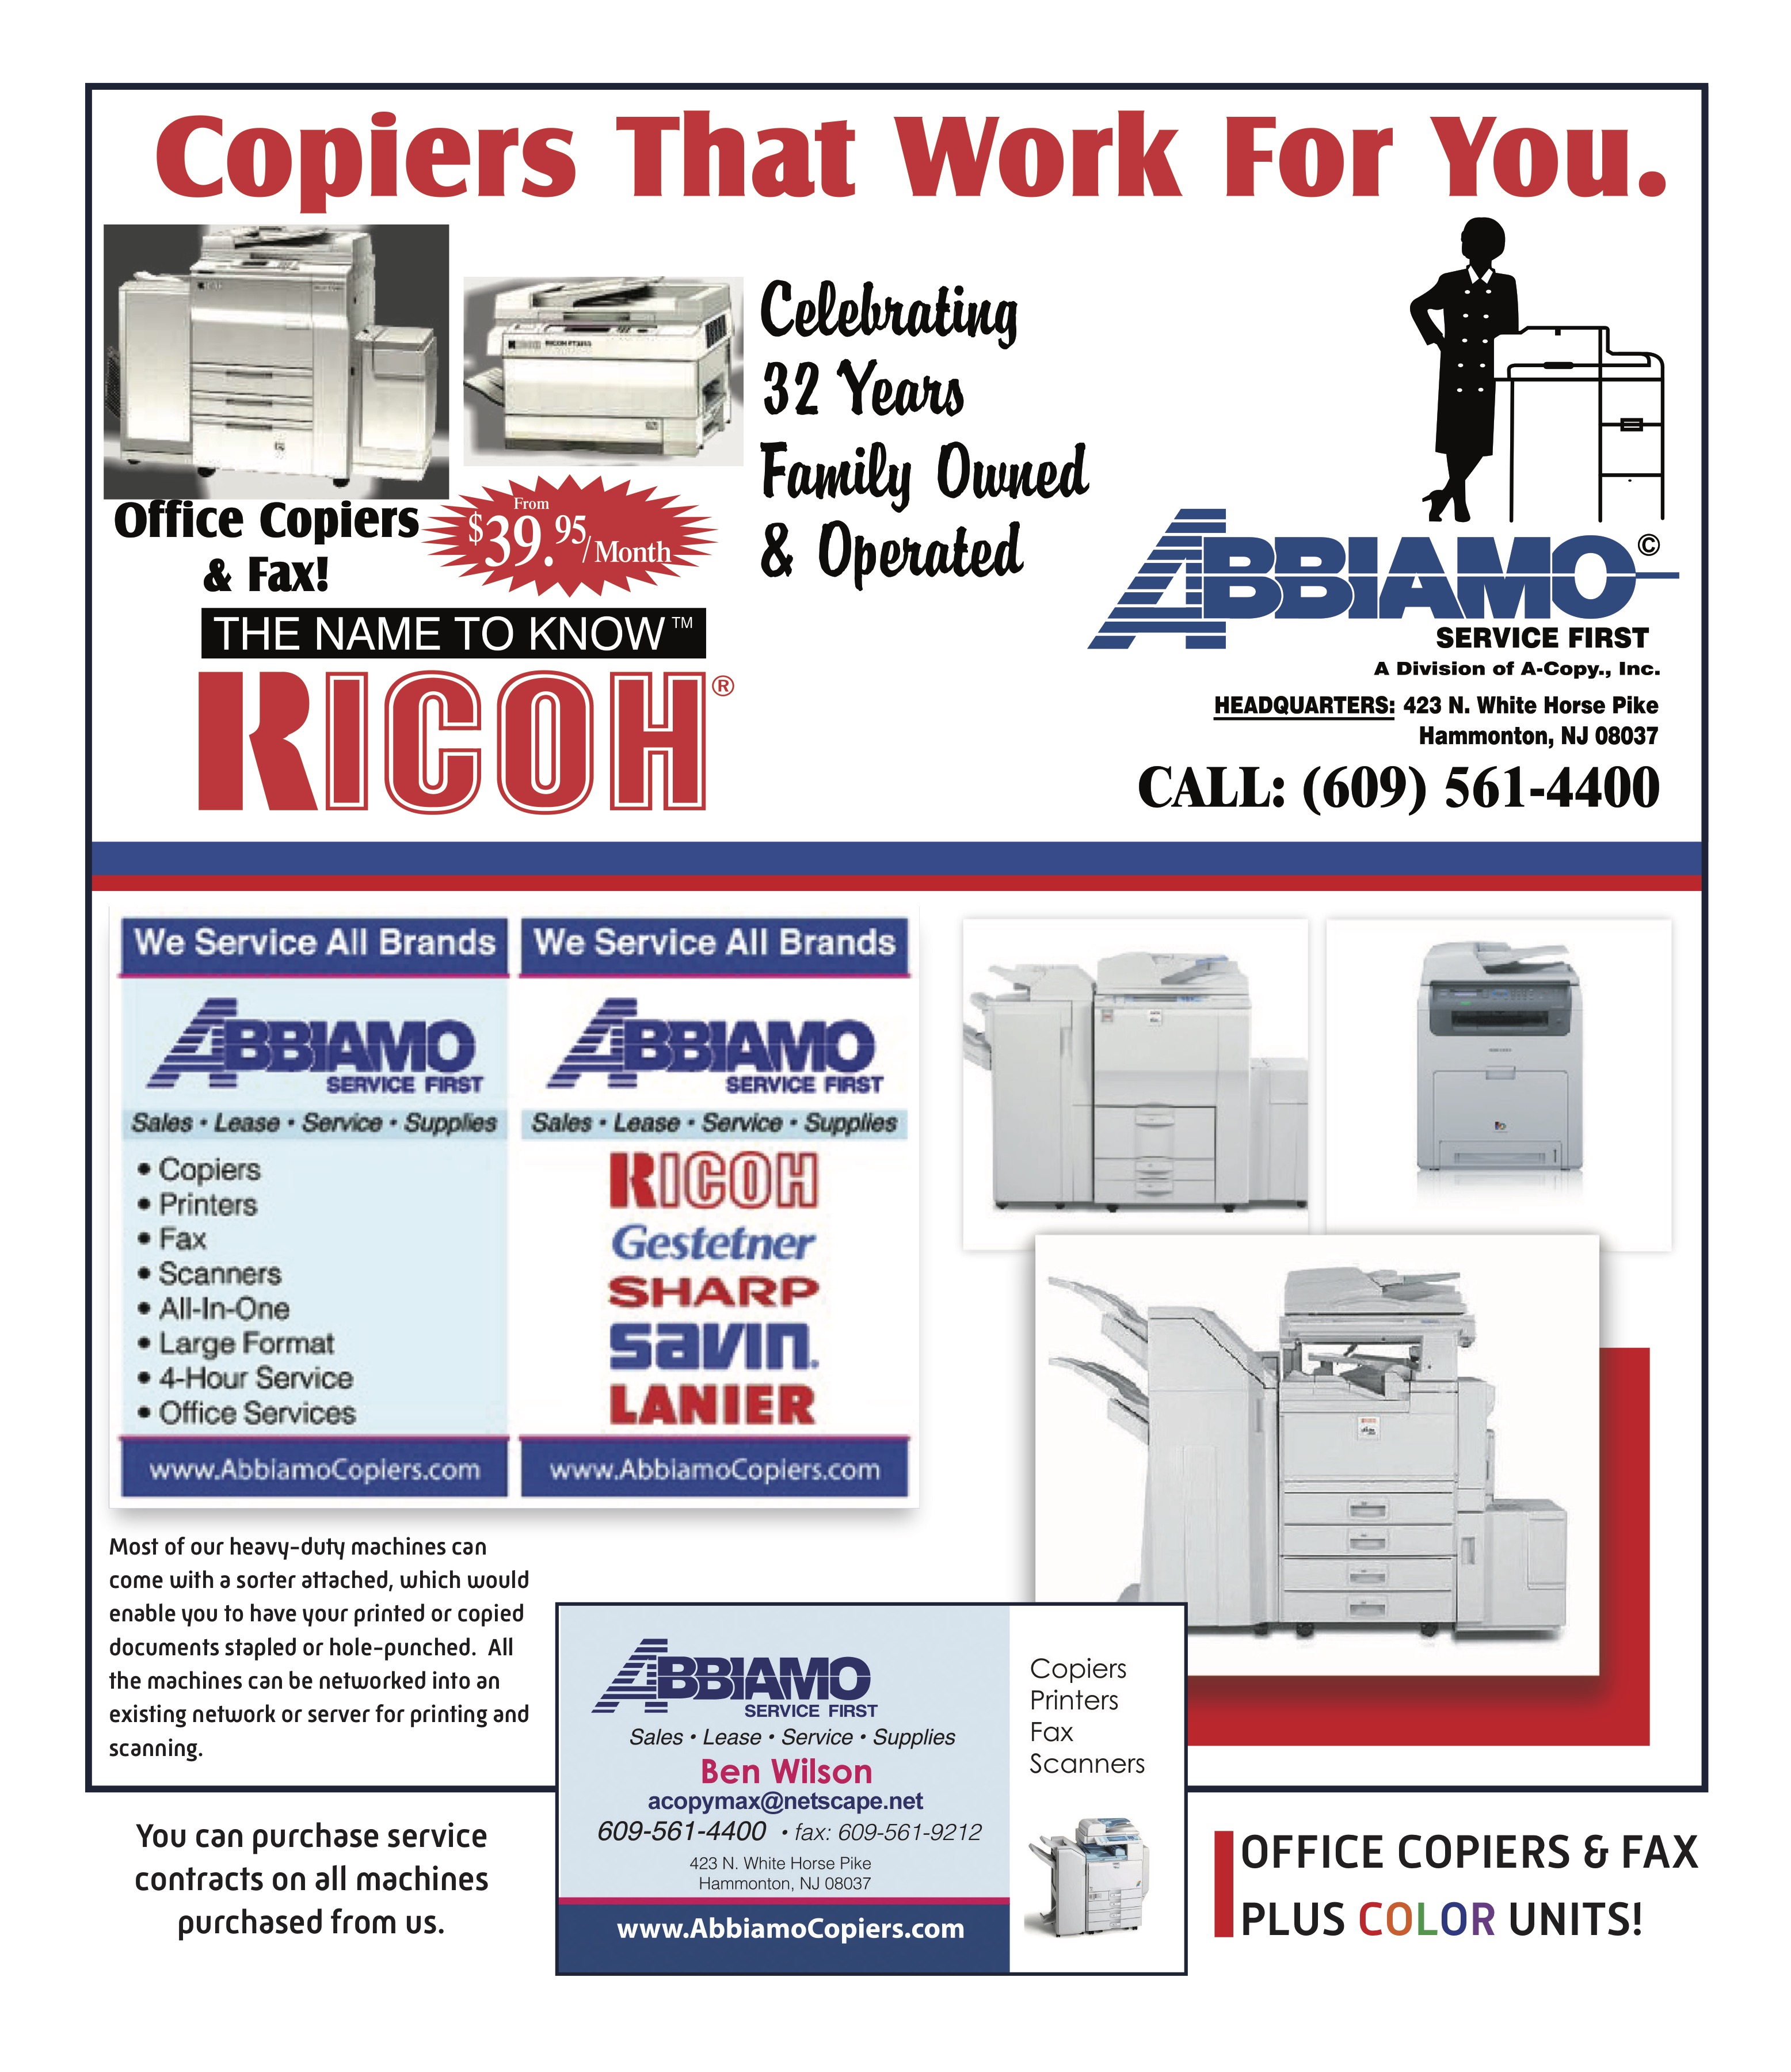 Copiers That Work For You.
Celebrating
32 Years
Family Owned
& Operated
Office Copiers
& Fax!
From
$39.95/Month
THE NAME TO KNOW™
RICOH®
ABBIAMO©
SERVICE FIRST
A Division of A-Copy., Inc.
HEADQUARTERS: 423 N. White Horse Pike
Hammonton, NJ 08037
CALL: (609) 561-4400
We Service All Brands
ABBIAMO
SERVICE FIRST
Sales • Lease • Service • Supplies
• Copiers
• Printers
• Fax
• Scanners
• All-In-One
• Large Format
• 4-Hour Service
• Office Services
www.AbbiamoCopiers.com
We Service All Brands
ABBIAMO
SERVICE FIRST
Sales • Lease • Service • Supplies
RICOH
Gestetner
SHARP
savin.
LANIER
www.AbbiamoCopiers.com
Most of our heavy-duty machines can
come with a sorter attached, which would
enable you to have your printed or copied
documents stapled or hole-punched. All
the machines can be networked into an
existing network or server for printing and
scanning.
You can purchase service
contracts on all machines
purchased from us.
ABBIAMO
SERVICE FIRST
Sales • Lease • Service • Supplies
Ben Wilson
acopymax@netscape.net
609-561-4400 • fax: 609-561-9212
423 N. White Horse Pike
Hammonton, NJ 08037
www.AbbiamoCopiers.com
Copiers
Printers
Fax
Scanners
OFFICE COPIERS & FAX
PLUS COLOR UNITS!